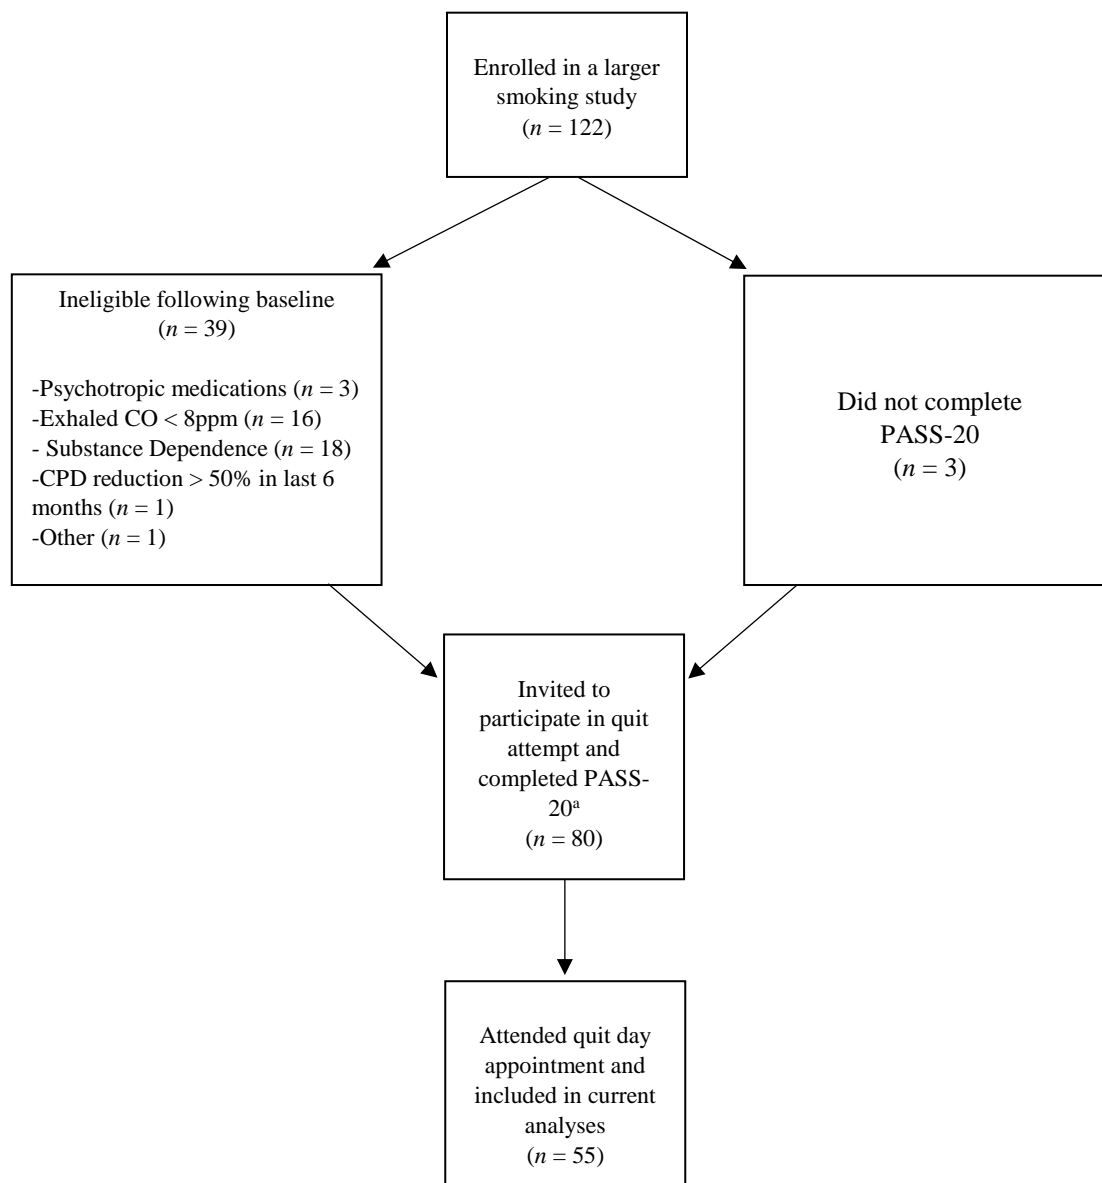 Enrolled in a larger
smoking study
(n = 122)
Ineligible following baseline
(n = 39)
-Psychotropic medications (n = 3)
-Exhaled CO < 8ppm (n = 16)
- Substance Dependence (n = 18)
-CPD reduction > 50% in last 6
months (n = 1)
-Other (n = 1)
Did not complete
PASS-20
(n = 3)
Invited to
participate in quit
attempt and
completed PASS-
20ᵃ
(n = 80)
Attended quit day
appointment and
included in current
analyses
(n = 55)